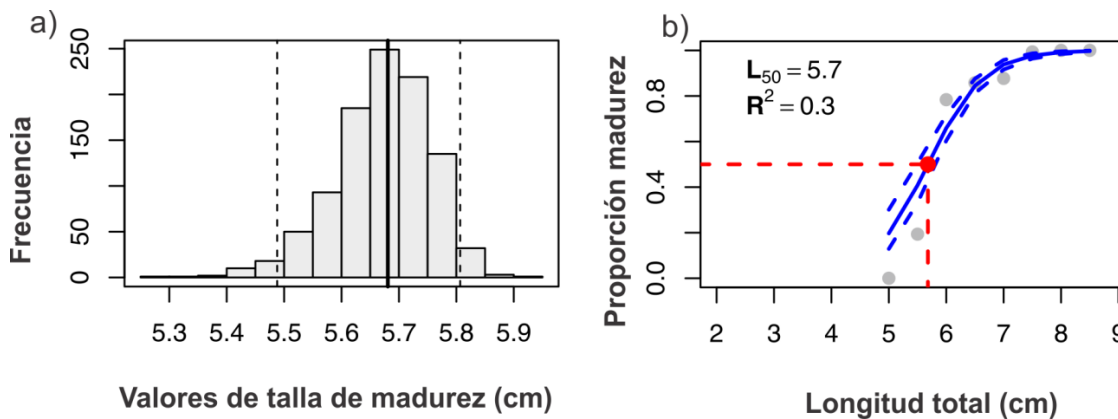 a)
Frecuencia
250
150
50
0
5.3 5.4 5.5 5.6 5.7 5.8 5.9
Valores de talla de madurez (cm)
b)
L50 = 5.7
R2 = 0.3
Proporción madurez
0.8
0.4
0.0
2 3 4 5 6 7 8 9
Longitud total (cm)